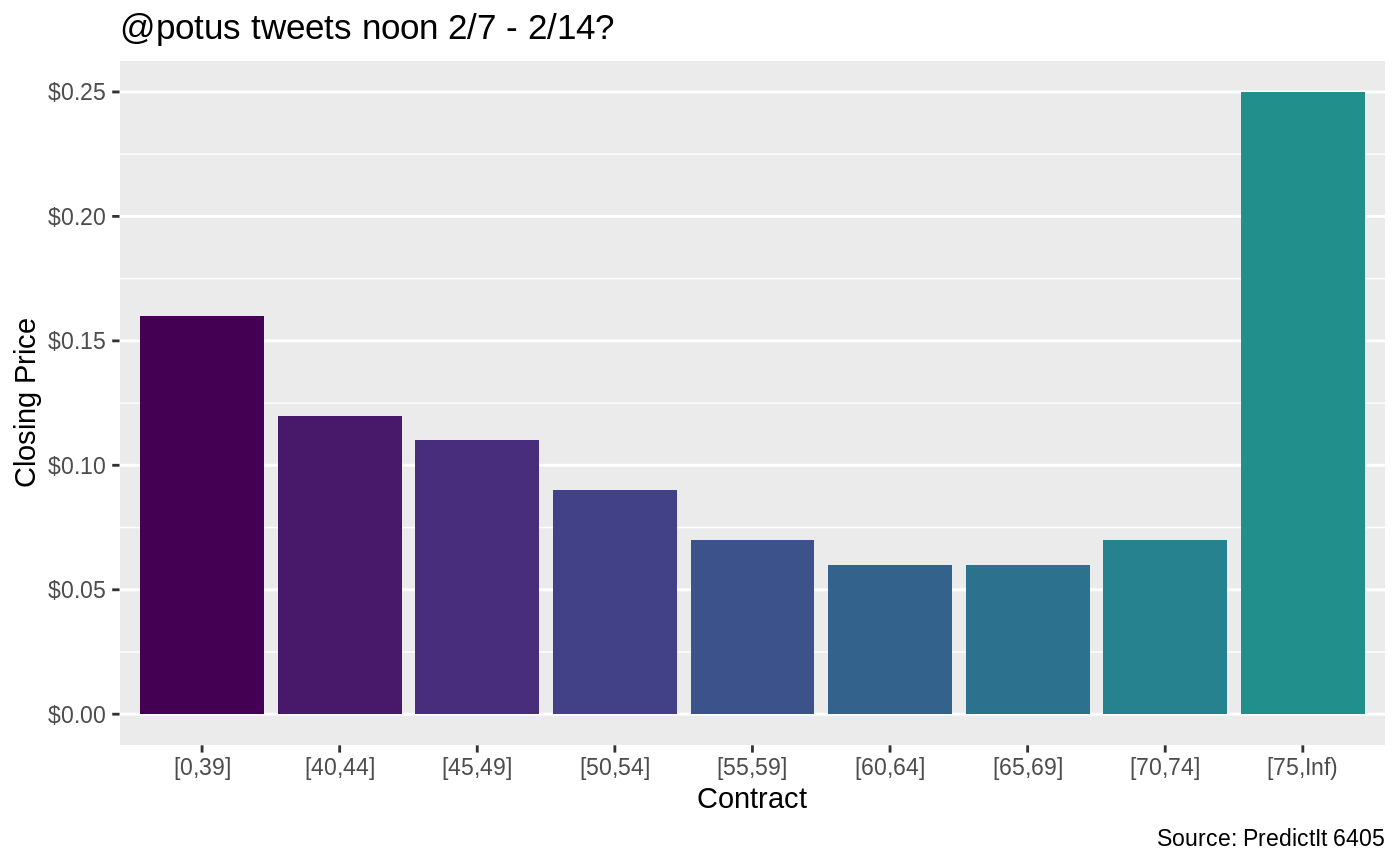 @potus tweets noon 2/7 - 2/14?
$0.25
$0.20
$0.15
$0.10
$0.05
$0.00
Closing Price
[0,39] [40,44] [45,49] [50,54] [55,59] [60,64] [65,69] [70,74] [75,Inf)
Contract
Source: PredictIt 6405